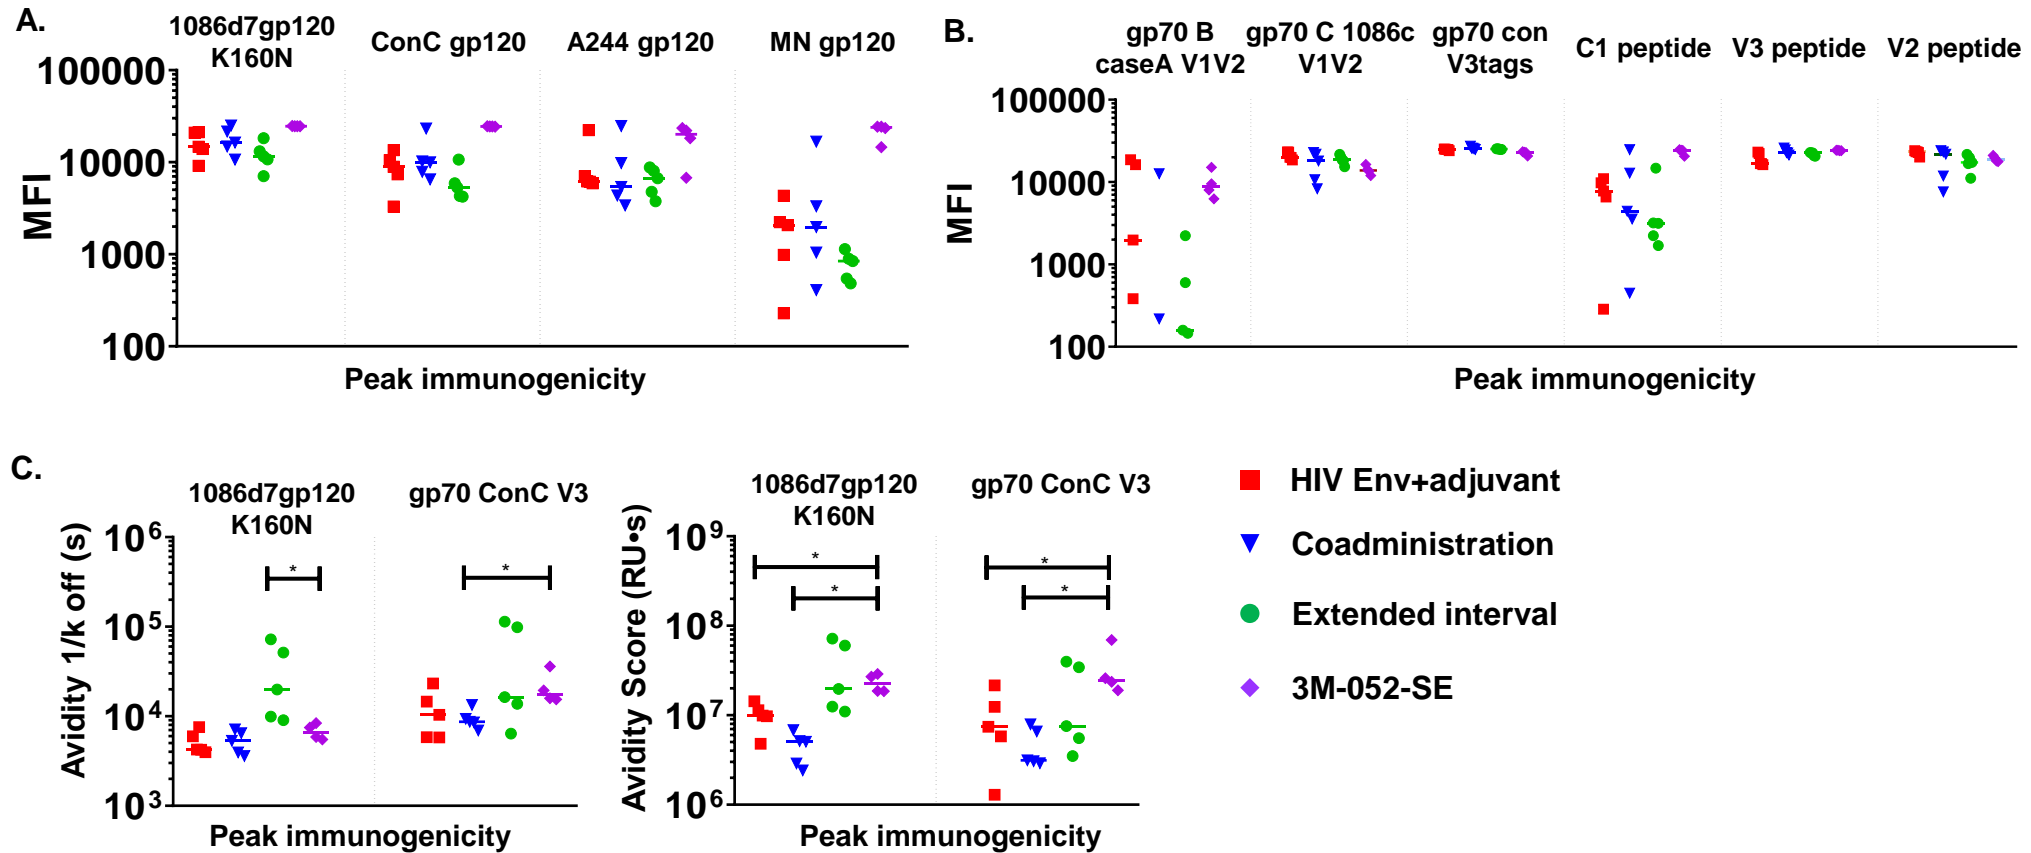 A.
1086d7gp120
K160N
ConC gp120
A244 gp120
MN gp120
100000
10000
1000
100
MFI
Peak immunogenicity
B.
gp70 B
caseA V1V2
gp70 C 1086c
V1V2
gp70 con
V3tags
C1 peptide
V3 peptide
V2 peptide
100000
10000
1000
100
MFI
Peak immunogenicity
C.
1086d7gp120
K160N
gp70 ConC V3
10⁶
10⁵
10⁴
10³
Avidity 1/k off (s)
*
*
Peak immunogenicity
1086d7gp120
K160N
gp70 ConC V3
10⁹
10⁸
10⁷
10⁶
Avidity Score (RU•s)
*
*
*
*
Peak immunogenicity
HIV Env+adjuvant
Coadministration
Extended interval
3M-052-SE